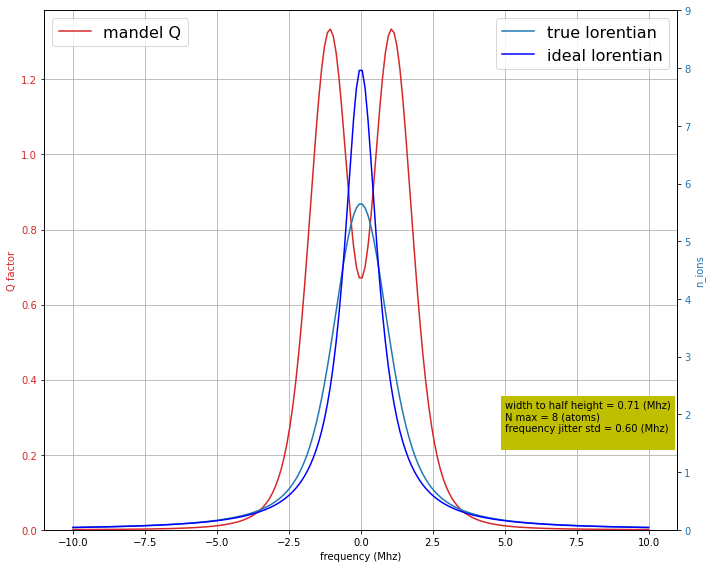 mandel Q
true lorentian
ideal lorentian
9
8
7
6
5
4
3
2
1
0
1.2
1.0
0.8
0.6
0.4
0.2
0.0
Q factor
n_ions
width to half height = 0.71 (Mhz)
N max = 8 (atoms)
frequency jitter std = 0.60 (Mhz)
−10.0 −7.5 −5.0 −2.5 0.0 2.5 5.0 7.5 10.0
frequency (Mhz)